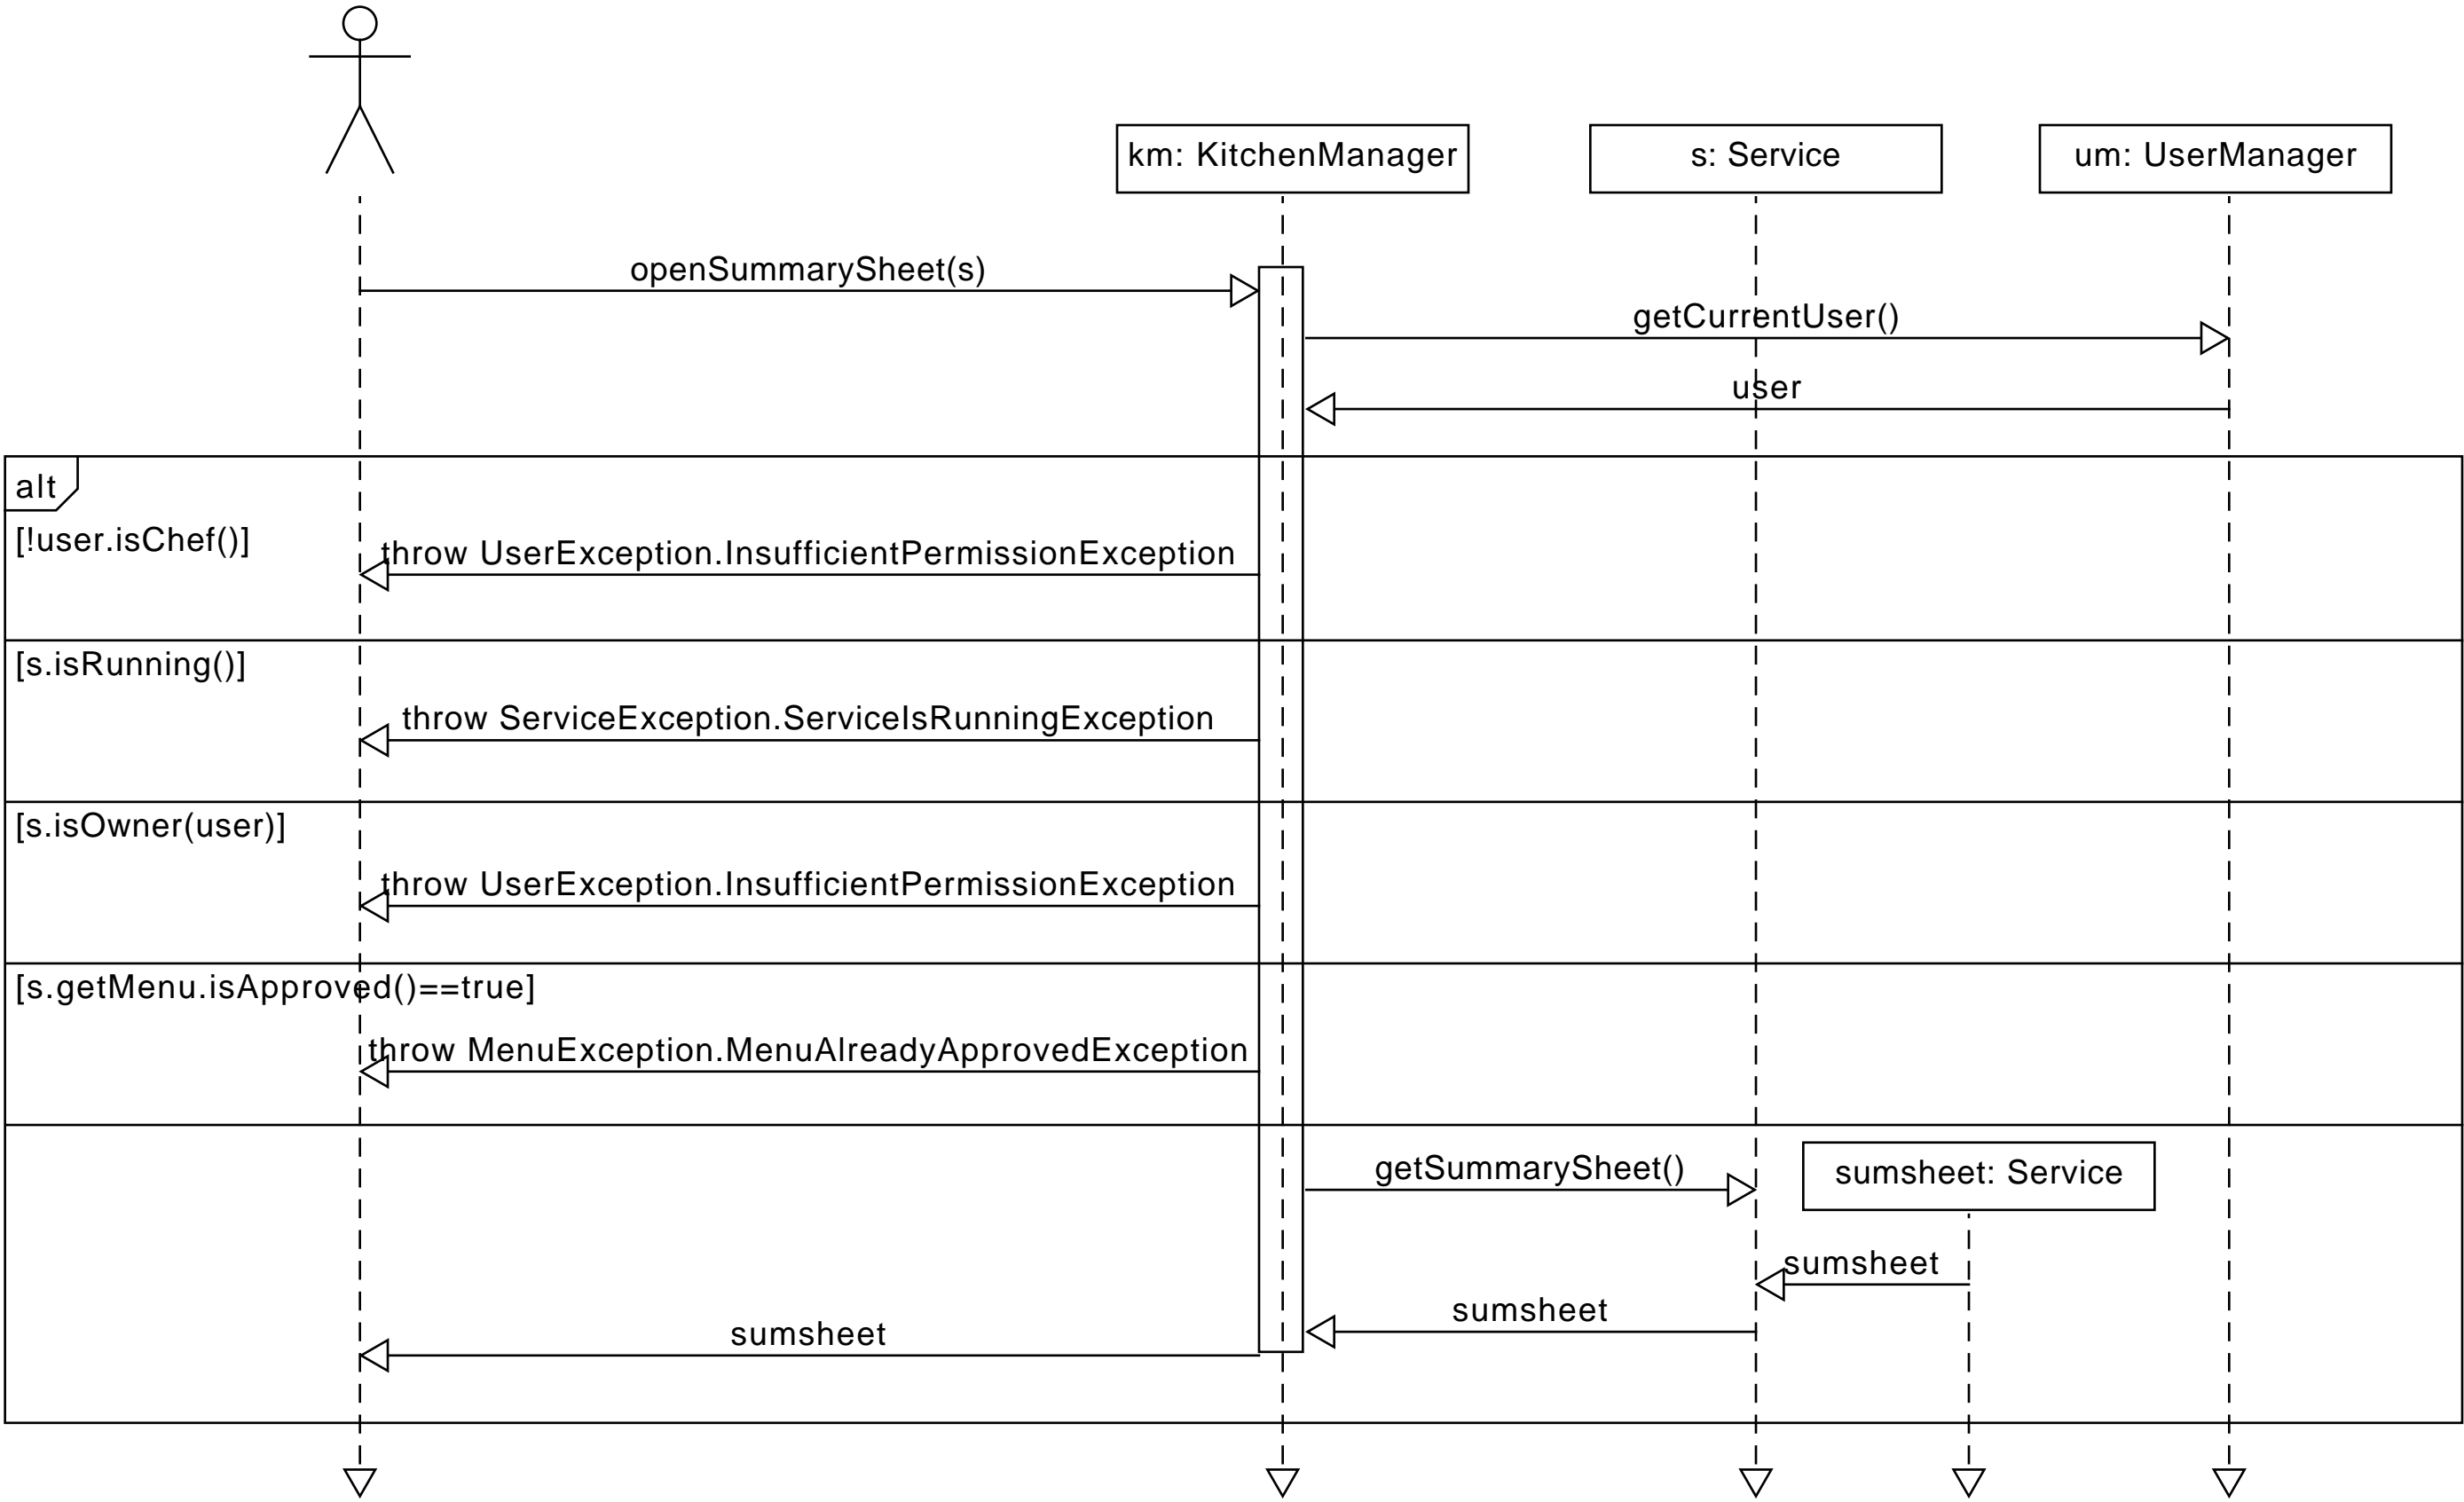 km: KitchenManager
s: Service
um: UserManager
openSummarySheet(s)
getCurrentUser()
user
alt
[!user.isChef()]
throw UserException.InsufficientPermissionException
[s.isRunning()]
throw ServiceException.ServiceIsRunningException
[s.isOwner(user)]
throw UserException.InsufficientPermissionException
[s.getMenu.isApproved()==true]
throw MenuException.MenuAlreadyApprovedException
getSummarySheet()
sumsheet: Service
sumsheet
sumsheet
sumsheet